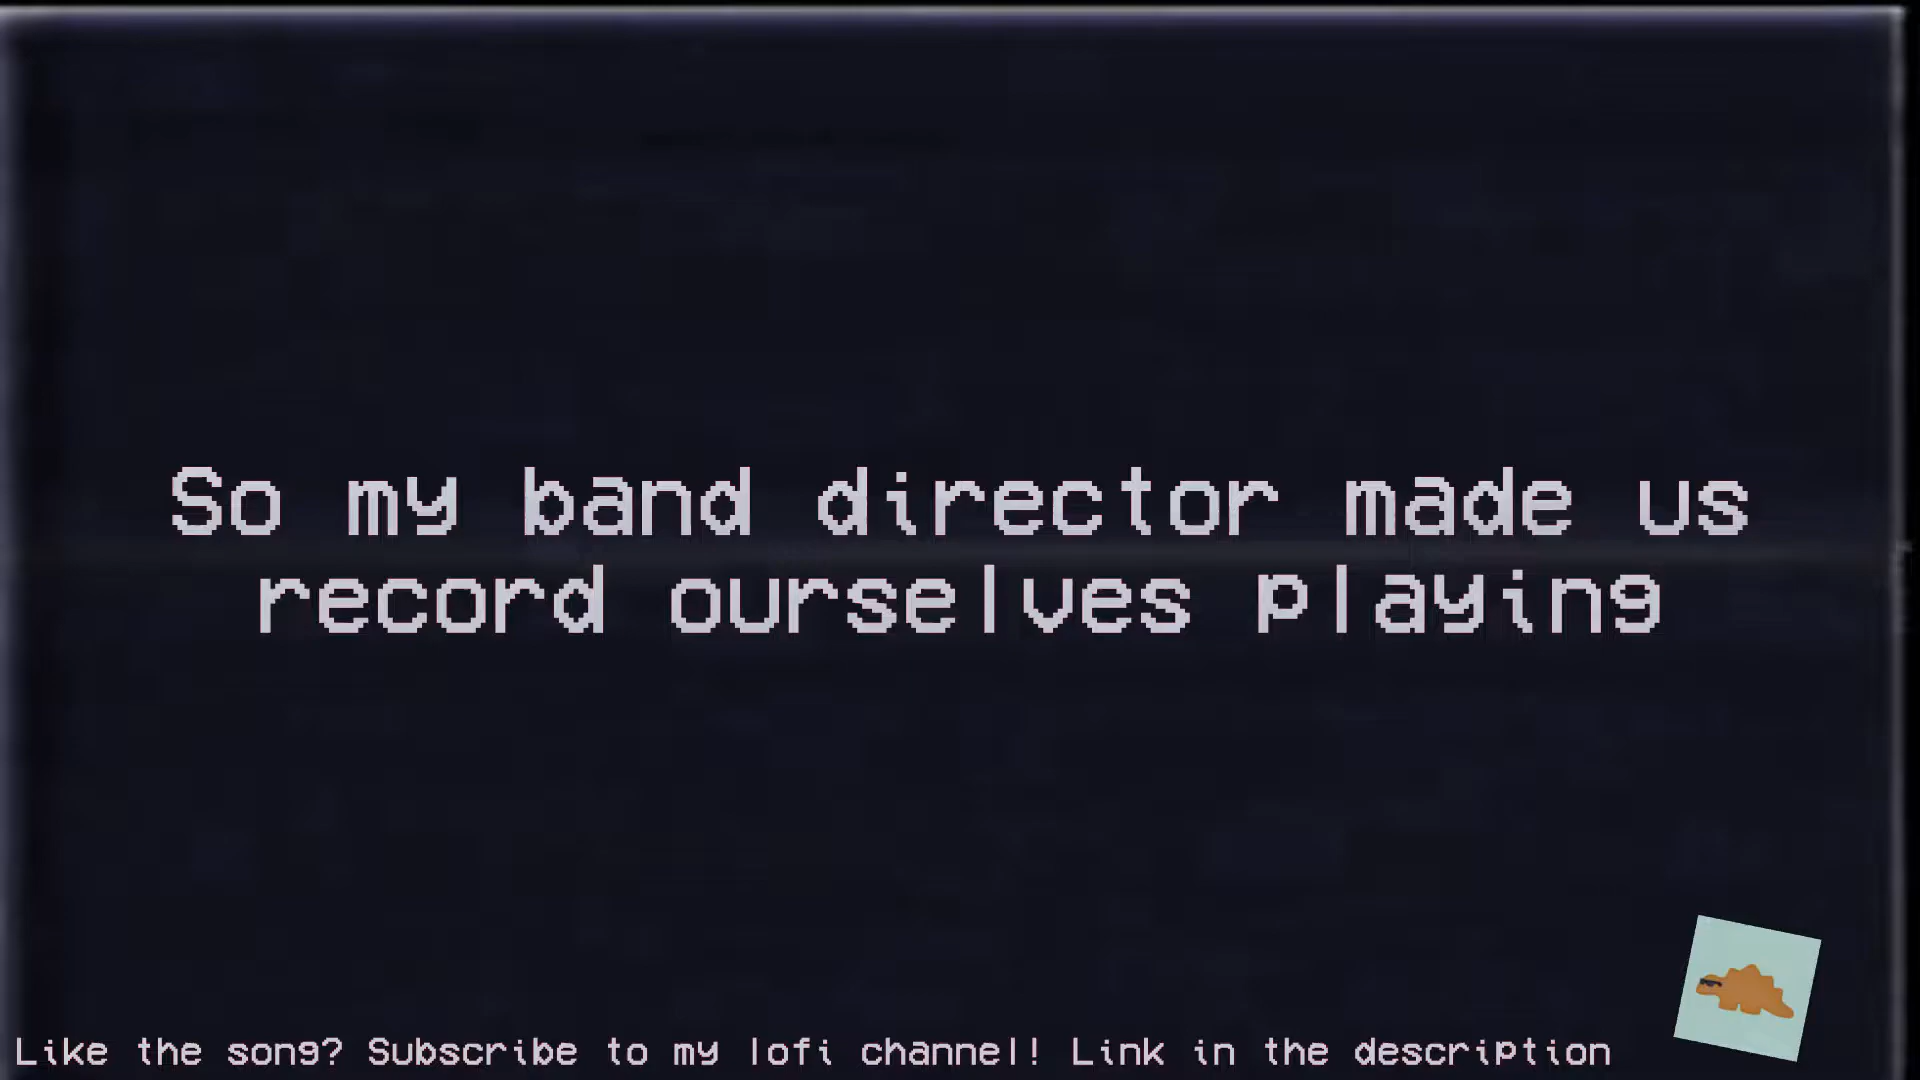 So my band director made us
record ourselves playing
Like the song? Subscribe to my lofi channel! Link in the description